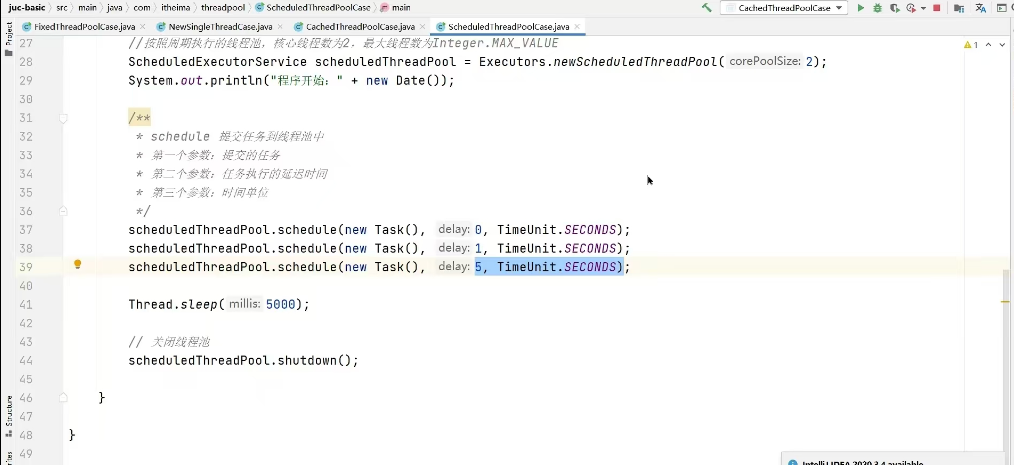 juc-basic > src > main > java > com > itheima > threadpool > ScheduledThreadPoolCase > main CachedThreadPoolCase
FixedThreadPoolCase.java NewSingleThreadCase.java CachedThreadPoolCase.java ScheduledThreadPoolCase.java
Project
27 //按照周期执行的线程池，核心线程数为2，最大线程数为Integer.MAX_VALUE
1
28 ScheduledExecutorService scheduledThreadPool = Executors.newScheduledThreadPool( corePoolSize: 2);
29 System.out.println("程序开始：" + new Date());
30
31 /**
32 * schedule 提交任务到线程池中
33 * 第一个参数：提交的任务
34 * 第二个参数：任务执行的延迟时间
35 * 第三个参数：时间单位
36 */
37 scheduledThreadPool.schedule(new Task(), delay: 0, TimeUnit.SECONDS);
38 scheduledThreadPool.schedule(new Task(), delay: 1, TimeUnit.SECONDS);
39 scheduledThreadPool.schedule(new Task(), delay: 5, TimeUnit.SECONDS);
40
41 Thread.sleep( millis: 5000);
42
43 // 关闭线程池
44 scheduledThreadPool.shutdown();
45
46 }
47
48 }
49
Structure